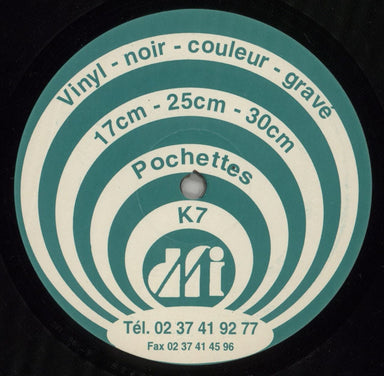 Vinyl - noir - couleur - gravé
17cm - 25cm - 30cm
Pochettes
K7
dfi
Tél. 02 37 41 92 77
Fax 02 37 41 45 96